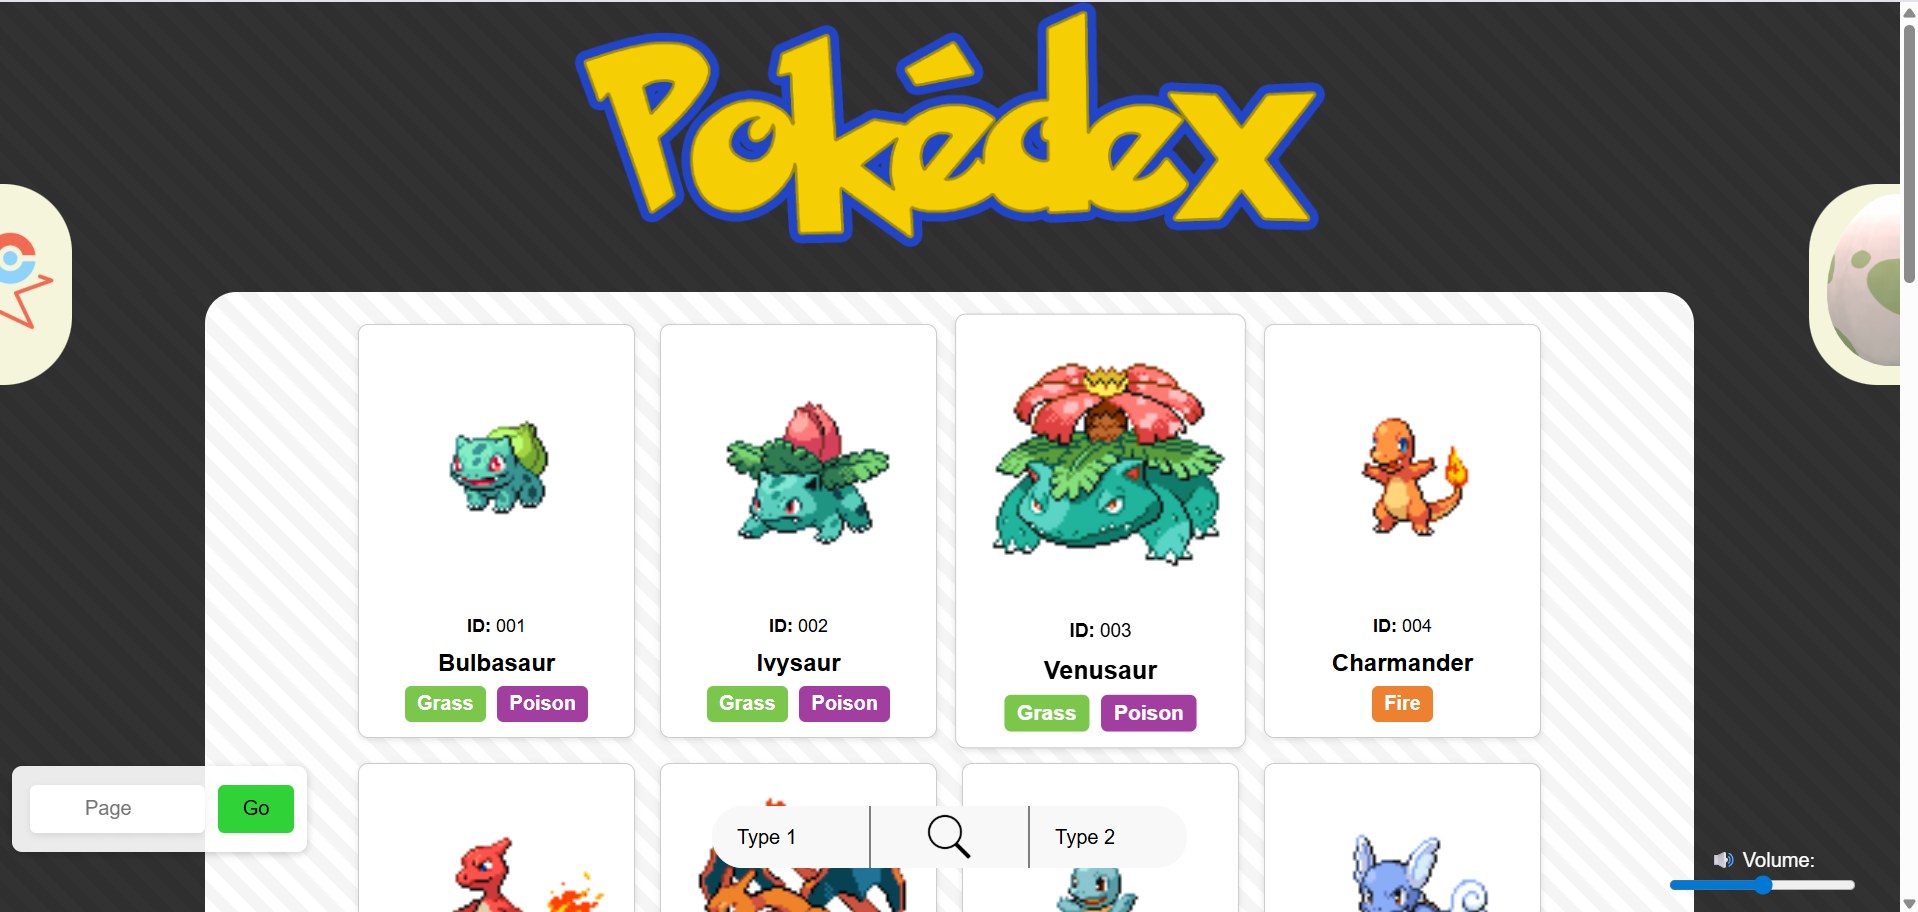 Pokédex
ID: 001
Bulbasaur
Grass Poison
ID: 002
Ivysaur
Grass Poison
ID: 003
Venusaur
Grass Poison
ID: 004
Charmander
Fire
Page Go
Type 1 Type 2
Volume: